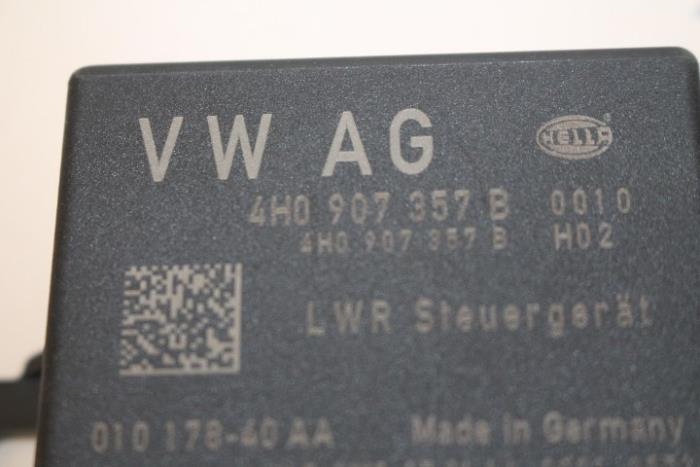 VW AG HELLA
4H0 907 357 B 0010
4H0 907 357 B H02
LWR Steuergerät
010 178-40 AA Made in Germany